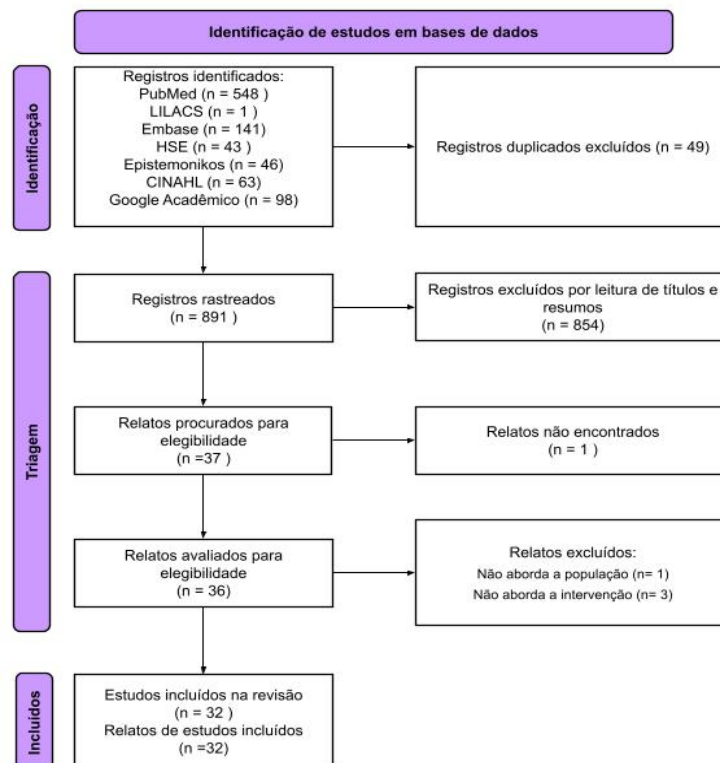 Identificação de estudos em bases de dados
Identificação
Registros identificados:
PubMed (n = 548 )
LILACS (n = 1 )
Embase (n = 141)
HSE (n = 43 )
Epistemonikos (n = 46)
CINAHL (n = 63)
Google Acadêmico (n = 98)
Registros duplicados excluídos (n = 49)
Triagem
Registros rastreados
(n = 891 )
Registros excluídos por leitura de títulos e
resumos
(n = 854)
Relatos procurados para
elegibilidade
(n =37 )
Relatos não encontrados
(n = 1 )
Relatos avaliados para
elegibilidade
(n = 36)
Relatos excluídos:
Não aborda a população (n= 1)
Não aborda a intervenção (n= 3)
Incluídos
Estudos incluídos na revisão
(n = 32 )
Relatos de estudos incluídos
(n =32)